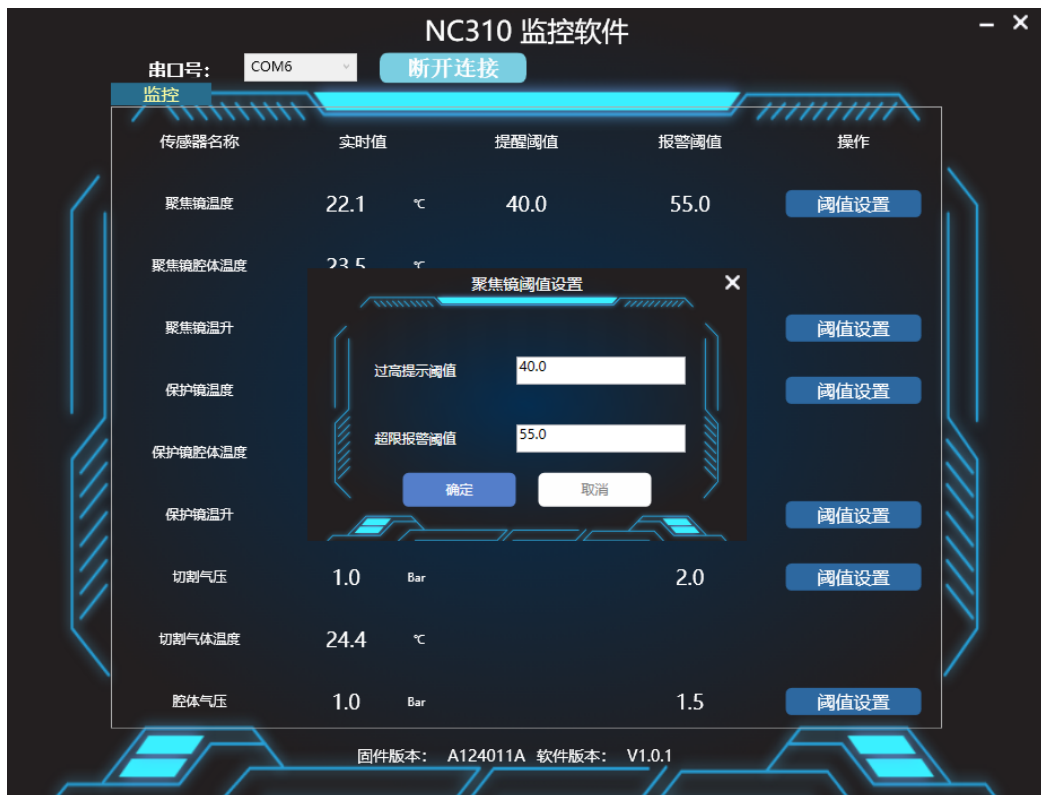 NC310 监控软件
串口号: COM6 断开连接
监控
传感器名称 实时值 提醒阈值 报警阈值 操作
聚焦镜温度 22.1 ℃ 40.0 55.0 阈值设置
聚焦镜腔体温度 23.5 ℃
聚焦镜阈值设置
聚焦镜温升 阈值设置
过高提示阈值 40.0
保护镜温度 阈值设置
超限报警阈值 55.0
保护镜腔体温度
确定 取消
保护镜温升 阈值设置
切割气压 1.0 Bar 2.0 阈值设置
切割气体温度 24.4 ℃
腔体气压 1.0 Bar 1.5 阈值设置
固件版本: A124011A 软件版本: V1.0.1